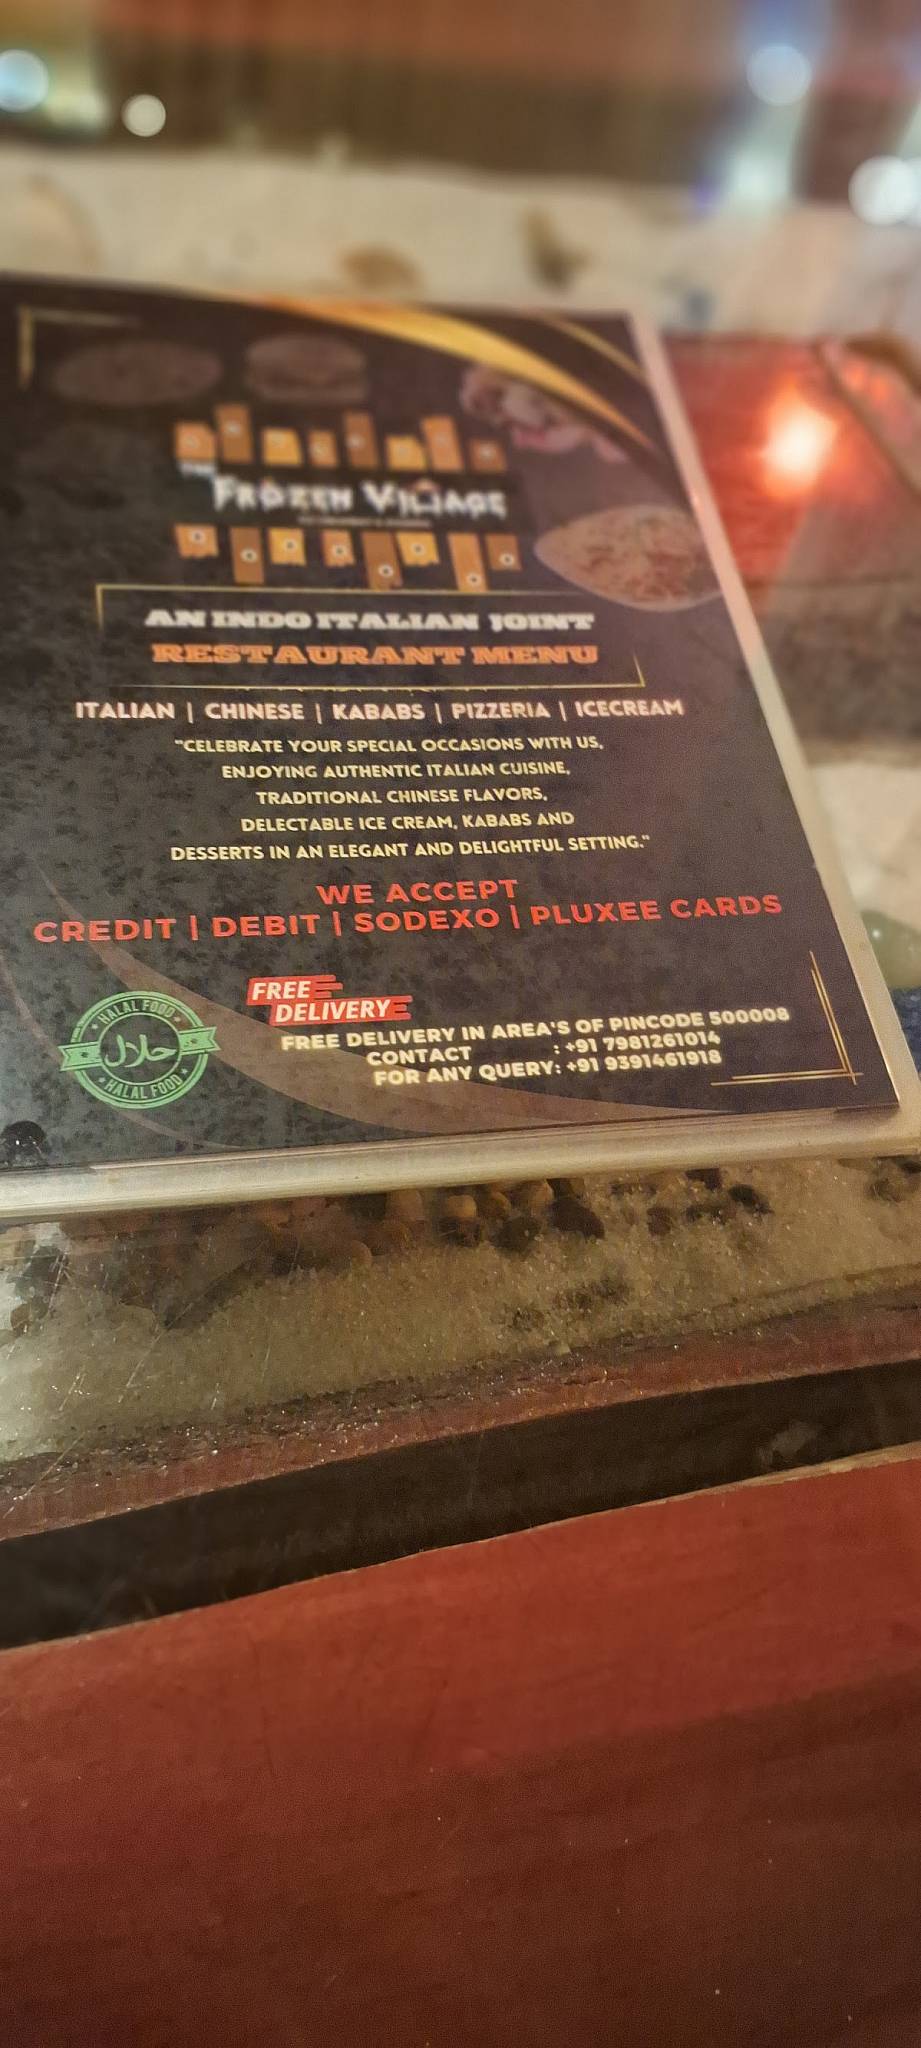 THE
FROZEN VILLAGE
AN INDO ITALIAN JOINT
RESTAURANT MENU
ITALIAN | CHINESE | KABABS | PIZZERIA | ICECREAM
"CELEBRATE YOUR SPECIAL OCCASIONS WITH US,
ENJOYING AUTHENTIC ITALIAN CUISINE,
TRADITIONAL CHINESE FLAVORS,
DELECTABLE ICE CREAM, KABABS AND
DESSERTS IN AN ELEGANT AND DELIGHTFUL SETTING."
WE ACCEPT
CREDIT | DEBIT | SODEXO | PLUXEE CARDS
HALAL FOOD
حلال
HALAL FOOD
FREE
DELIVERY
FREE DELIVERY IN AREA'S OF PINCODE 500008
CONTACT : +91 7981261014
FOR ANY QUERY: +91 9391461918